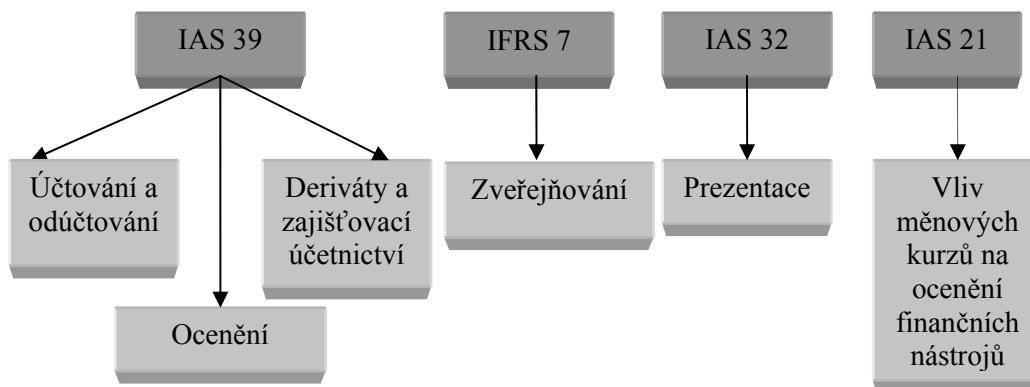 IAS 39
IFRS 7
IAS 32
IAS 21
Účtování a
odúčtování
Deriváty a
zajišťovací
účetnictví
Ocenění
Zveřejňování
Prezentace
Vliv
měnových
kurzů na
ocenění
finančních
nástrojů